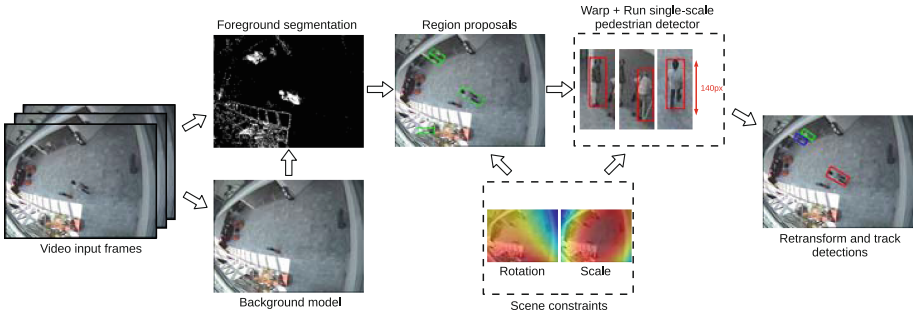 Foreground segmentation
Region proposals
Warp + Run single-scale
pedestrian detector
140px
Video input frames
Background model
Rotation
Scale
Scene constraints
Retransform and track
detections